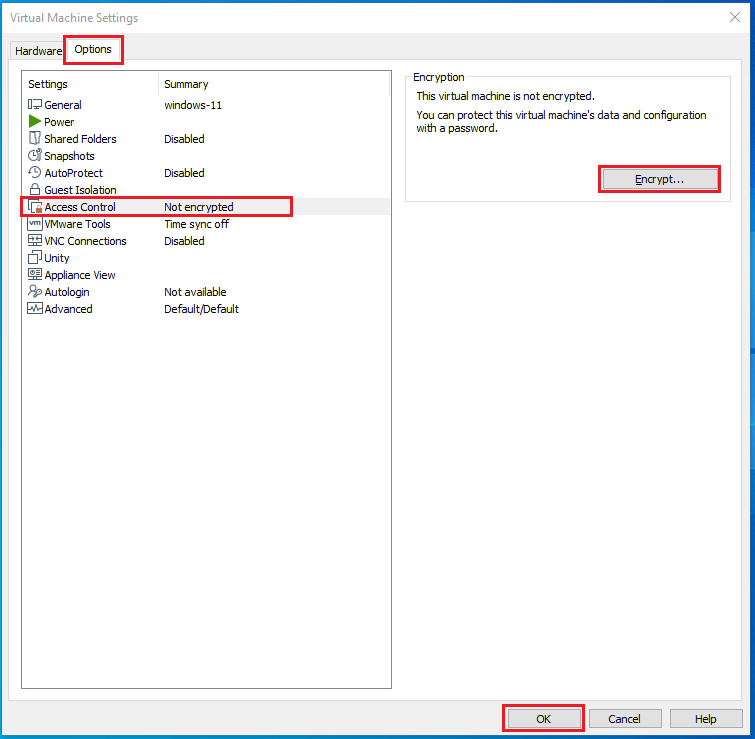 Virtual Machine Settings
Hardware Options
Settings Summary
General windows-11
Power
Shared Folders Disabled
Snapshots
AutoProtect Disabled
Guest Isolation
Access Control Not encrypted
vm VMware Tools Time sync off
VNC Connections Disabled
Unity
Appliance View
Autologin Not available
Advanced Default/Default
Encryption
This virtual machine is not encrypted.
You can protect this virtual machine's data and configuration
with a password.
Encrypt...
OK Cancel Help